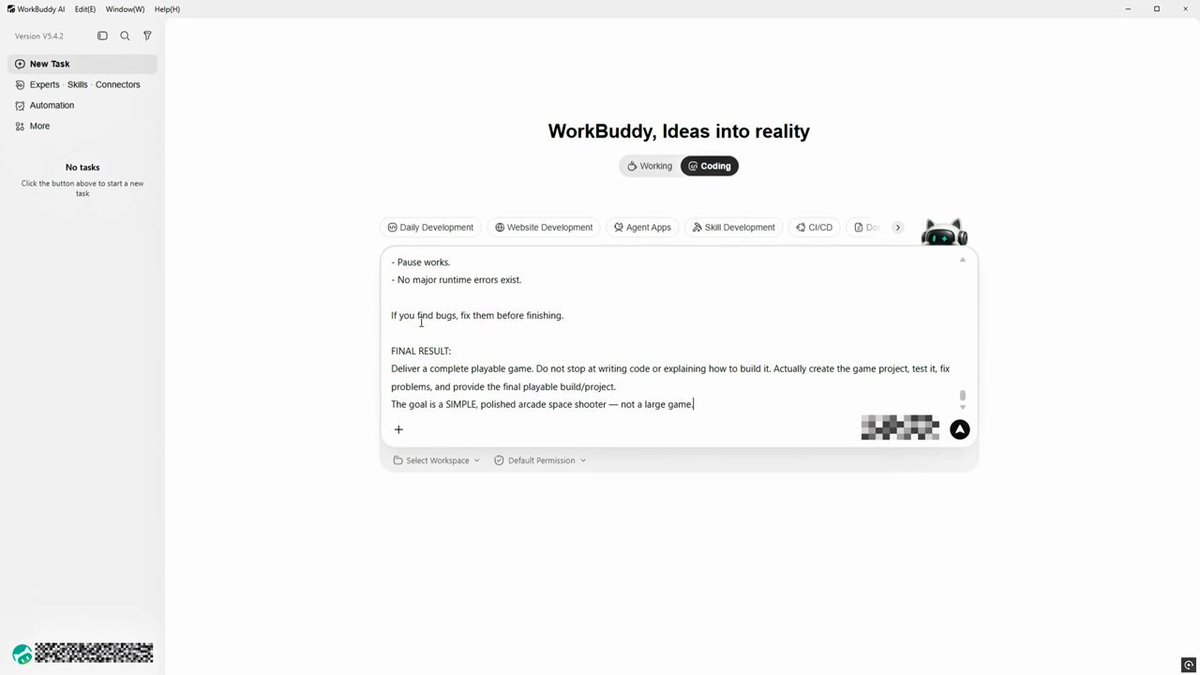 WorkBuddy AI Edit(E) Window(W) Help(H)
Version V5.4.2
New Task
Experts · Skills · Connectors
Automation
More
No tasks
Click the button above to start a new
task
WorkBuddy, Ideas into reality
Working Coding
Daily Development Website Development Agent Apps Skill Development CI/CD
- Pause works.
- No major runtime errors exist.
If you find bugs, fix them before finishing.
FINAL RESULT:
Deliver a complete playable game. Do not stop at writing code or explaining how to build it. Actually create the game project, test it, fix
problems, and provide the final playable build/project.
The goal is a SIMPLE, polished arcade space shooter — not a large game.
Select Workspace Default Permission